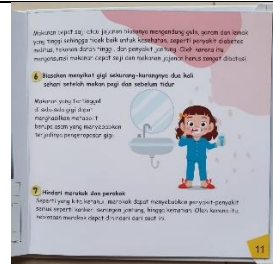 Makanan cepat saji atau jajanan biasanya mengandung gula, garam dan lemak
yang tinggi sehingga tidak baik untuk kesehatan, seperti penyakit diabetes
melitus, tekanan darah tinggi, dan penyakit jantung. Oleh karena itu
mengonsumsi makanan cepat saji dan makanan jajanan harus sangat dibatasi.
6 Biasakan menyikat gigi sekurang-kurangnya dua kali
sehari setelah makan pagi dan sebelum tidur
Makanan yang tertinggal
di sela-sela gigi dapat
menghasilkan metabolit
berupa asam yang menyebabkan
terjadinya pengeroposan gigi.
7 Hindari merokok dan perokok
Seperti yang kita ketahui, merokok dapat menyebabkan penyakit-penyakit
serius seperti kanker, serangan jantung, hingga kematian. Oleh karena itu,
kebiasaan merokok dapat dihindari dari saat ini.
11